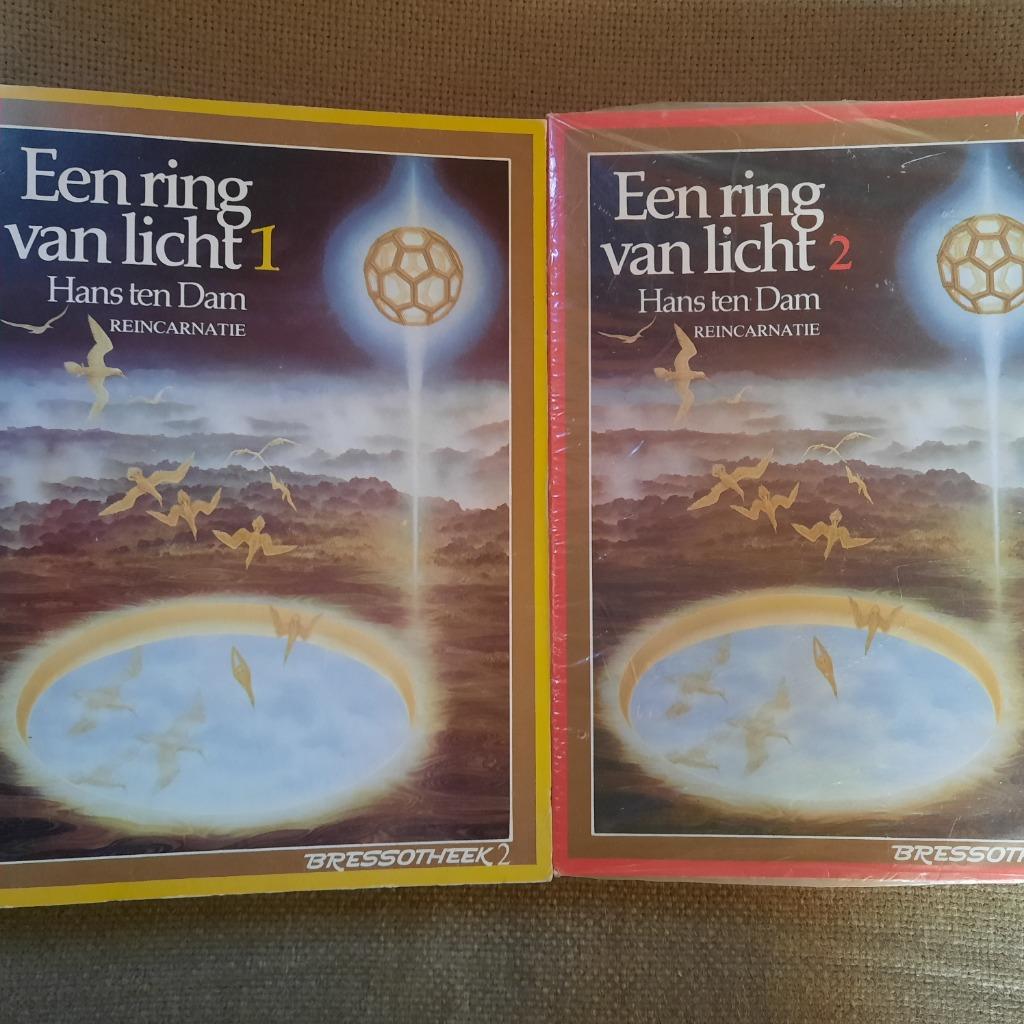 Een ring
van licht 1
Hans ten Dam
REINCARNATIE
BRESSOTHEEK 2
Een ring
van licht 2
Hans ten Dam
REINCARNATIE